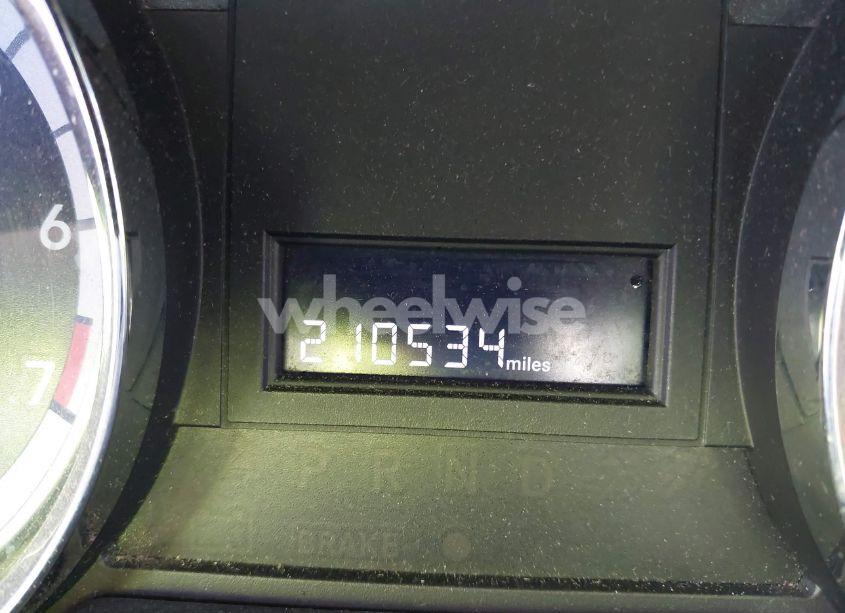 6
7
wheelwise
210534 miles
P R N D
BRAKE